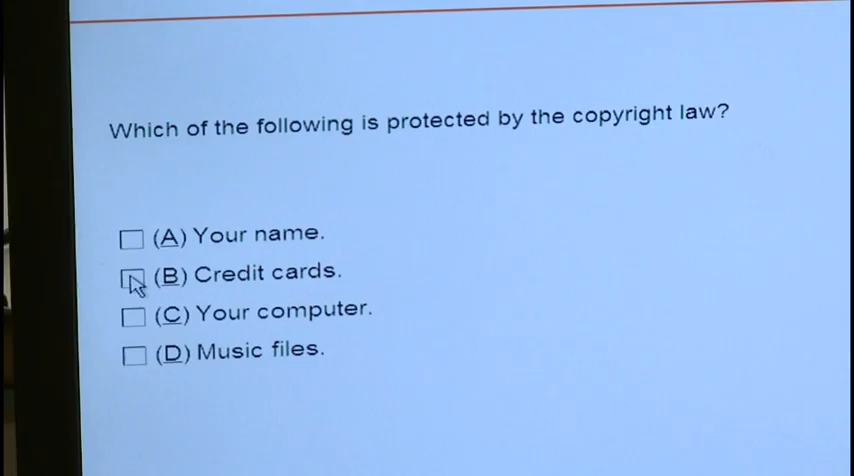 Which of the following is protected by the copyright law?
(A) Your name.
(B) Credit cards.
(C) Your computer.
(D) Music files.